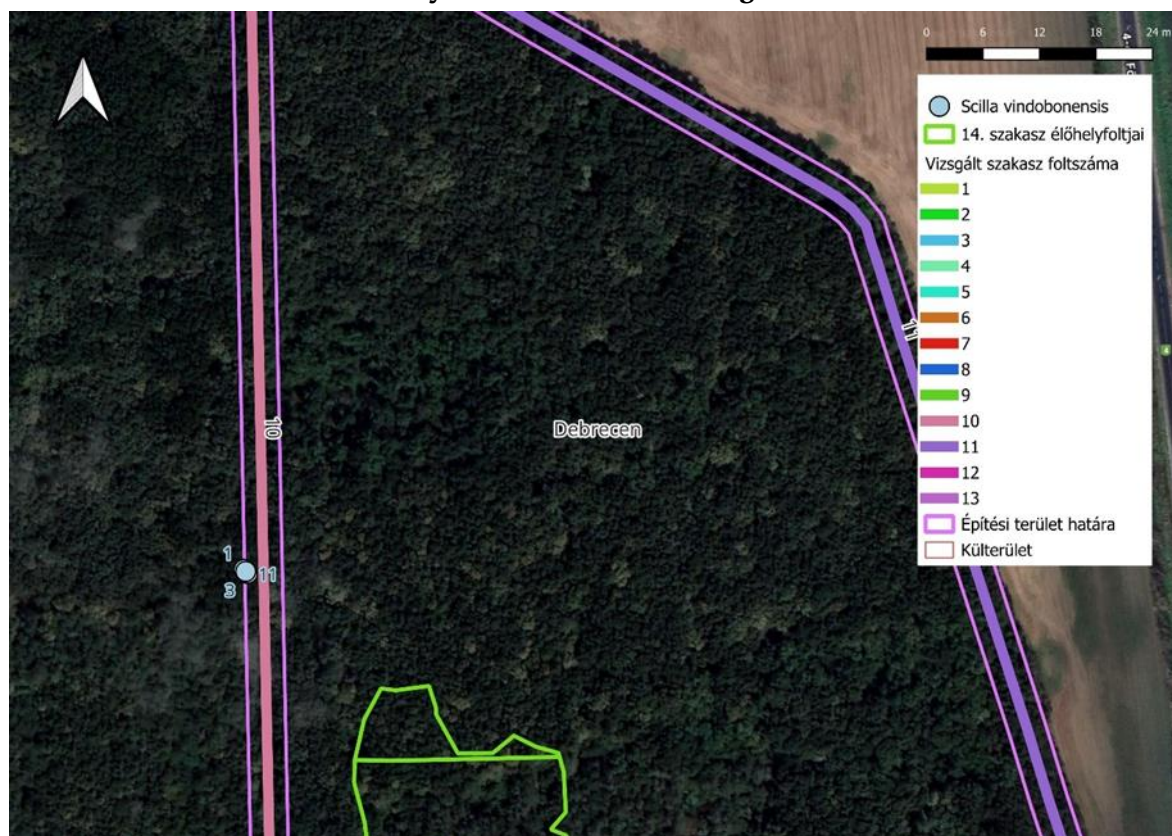 0 6 12 18 24 m
Scilla vindobonensis
14. szakasz élőhelyfoltjai
Vizsgált szakasz foltszáma
1
2
3
4
5
6
7
8
9
10
11
12
13
Építési terület határa
Külterület
11
10
Debrecen
1
11
3
4